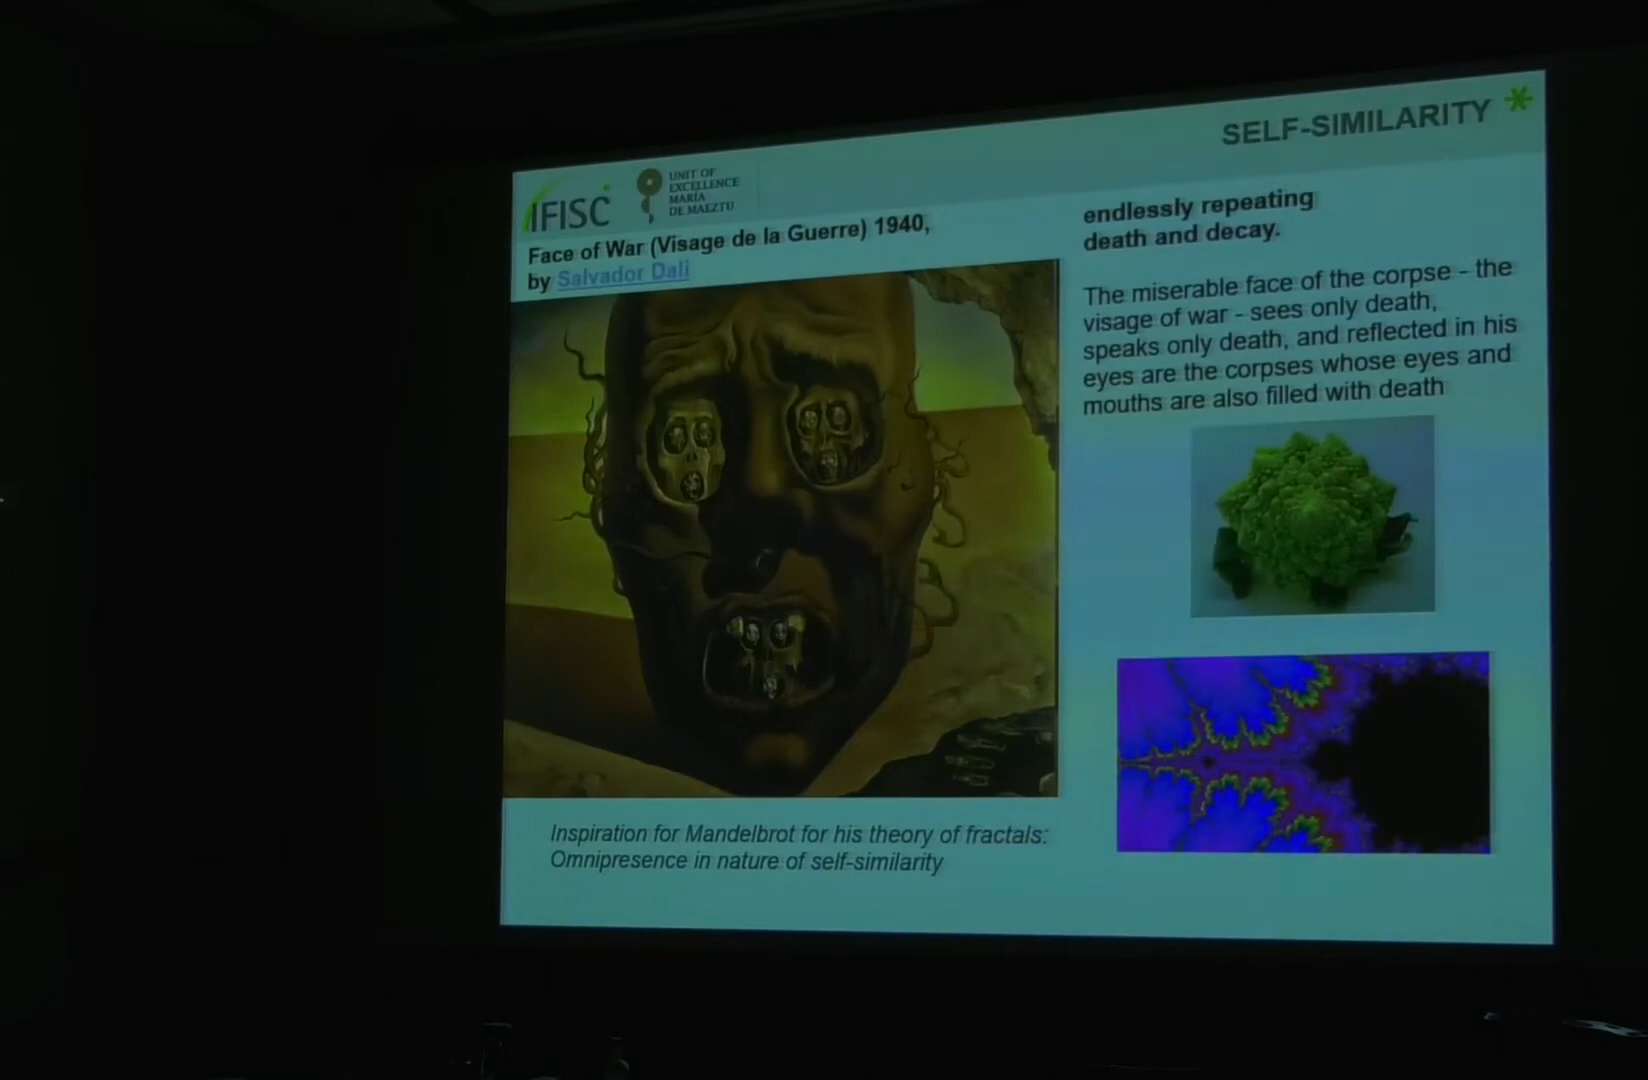 SELF-SIMILARITY
IFISC
UNIT OF
EXCELLENCE
MARÍA
DE MAEZTU
Face of War (Visage de la Guerre) 1940,
by Salvador Dali
endlessly repeating
death and decay.
The miserable face of the corpse - the
visage of war - sees only death,
speaks only death, and reflected in his
eyes are the corpses whose eyes and
mouths are also filled with death
Inspiration for Mandelbrot for his theory of fractals:
Omnipresence in nature of self-similarity